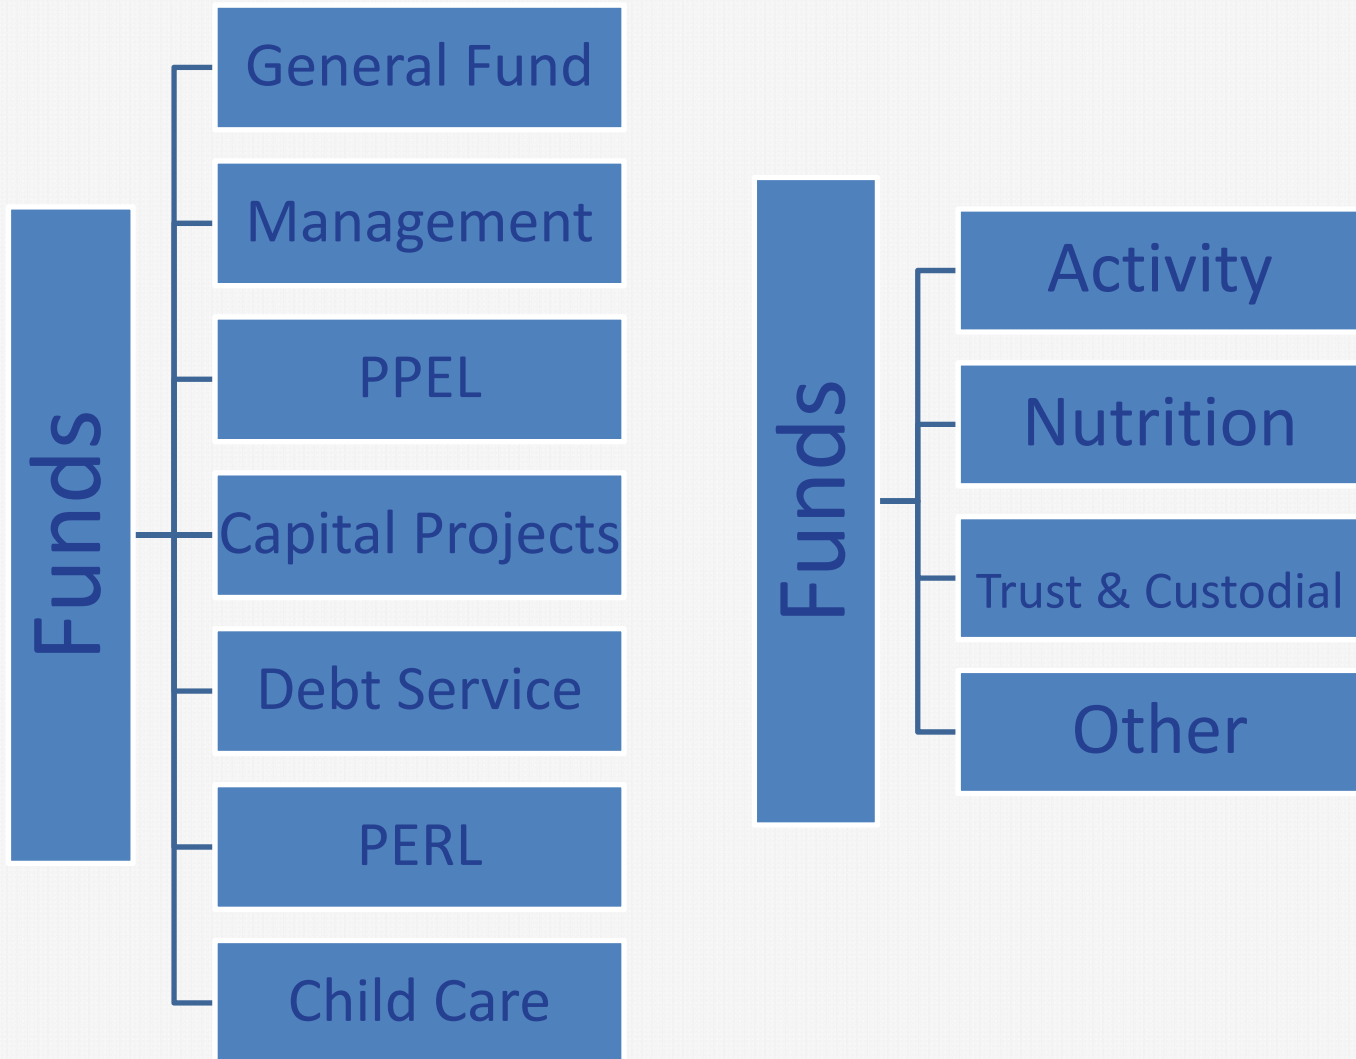 Funds
General Fund
Management
PPEL
Capital Projects
Debt Service
PERL
Child Care
Funds
Activity
Nutrition
Trust & Custodial
Other